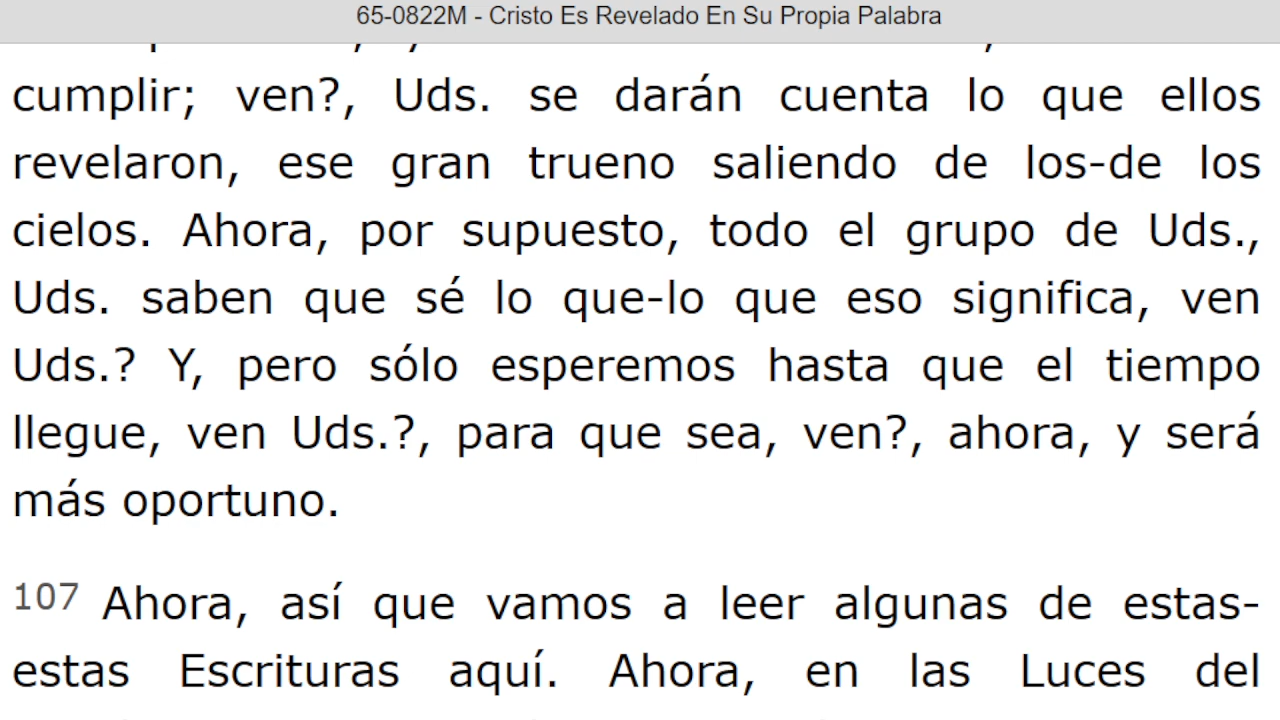 65-0822M - Cristo Es Revelado En Su Propia Palabra
cumplir; ven?, Uds. se darán cuenta lo que ellos
revelaron, ese gran trueno saliendo de los-de los
cielos. Ahora, por supuesto, todo el grupo de Uds.,
Uds. saben que sé lo que-lo que eso significa, ven
Uds.? Y, pero sólo esperemos hasta que el tiempo
llegue, ven Uds.?, para que sea, ven?, ahora, y será
más oportuno.
107 Ahora, así que vamos a leer algunas de estas-
estas Escrituras aquí. Ahora, en las Luces del